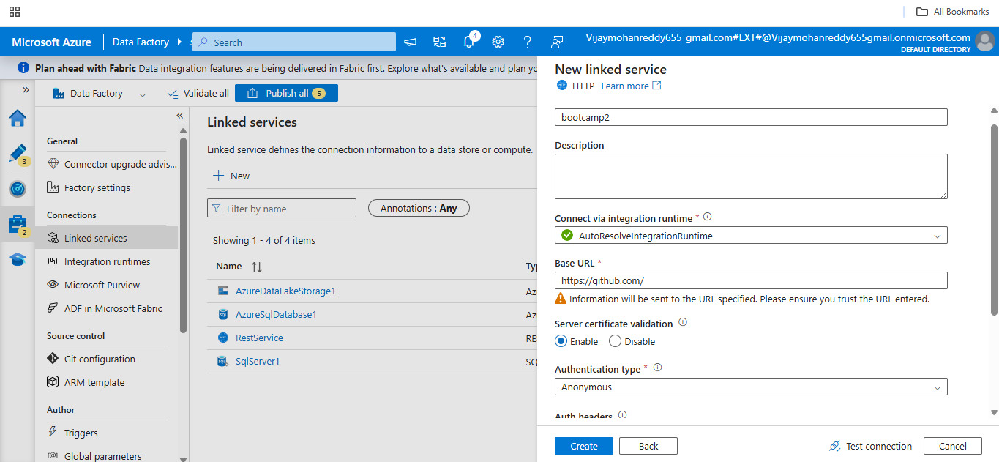 All Bookmarks
Microsoft Azure
Data Factory
Search
4
Vijaymohanreddy655_gmail.com#EXT#@Vijaymohanreddy655gmail.onmicrosoft.com
DEFAULT DIRECTORY
Plan ahead with Fabric Data integration features are being delivered in Fabric first. Explore what's available and plan yo
Data Factory
Validate all
Publish all 5
3
2
General
Connector upgrade advis...
Factory settings
Connections
Linked services
Integration runtimes
Microsoft Purview
ADF in Microsoft Fabric
Source control
Git configuration
ARM template
Author
Triggers
Global parameters
Linked services
Linked service defines the connection information to a data store or compute.
New
Filter by name
Annotations : Any
Showing 1 - 4 of 4 items
Name Typ
AzureDataLakeStorage1 Az
AzureSqlDatabase1 Az
RestService RE
SqlServer1 SQ
New linked service
HTTP Learn more
bootcamp2
Description
Connect via integration runtime *
AutoResolveIntegrationRuntime
Base URL *
https://github.com/
Information will be sent to the URL specified. Please ensure you trust the URL entered.
Server certificate validation
Enable Disable
Authentication type *
Anonymous
Auth headers
Create Back Test connection Cancel